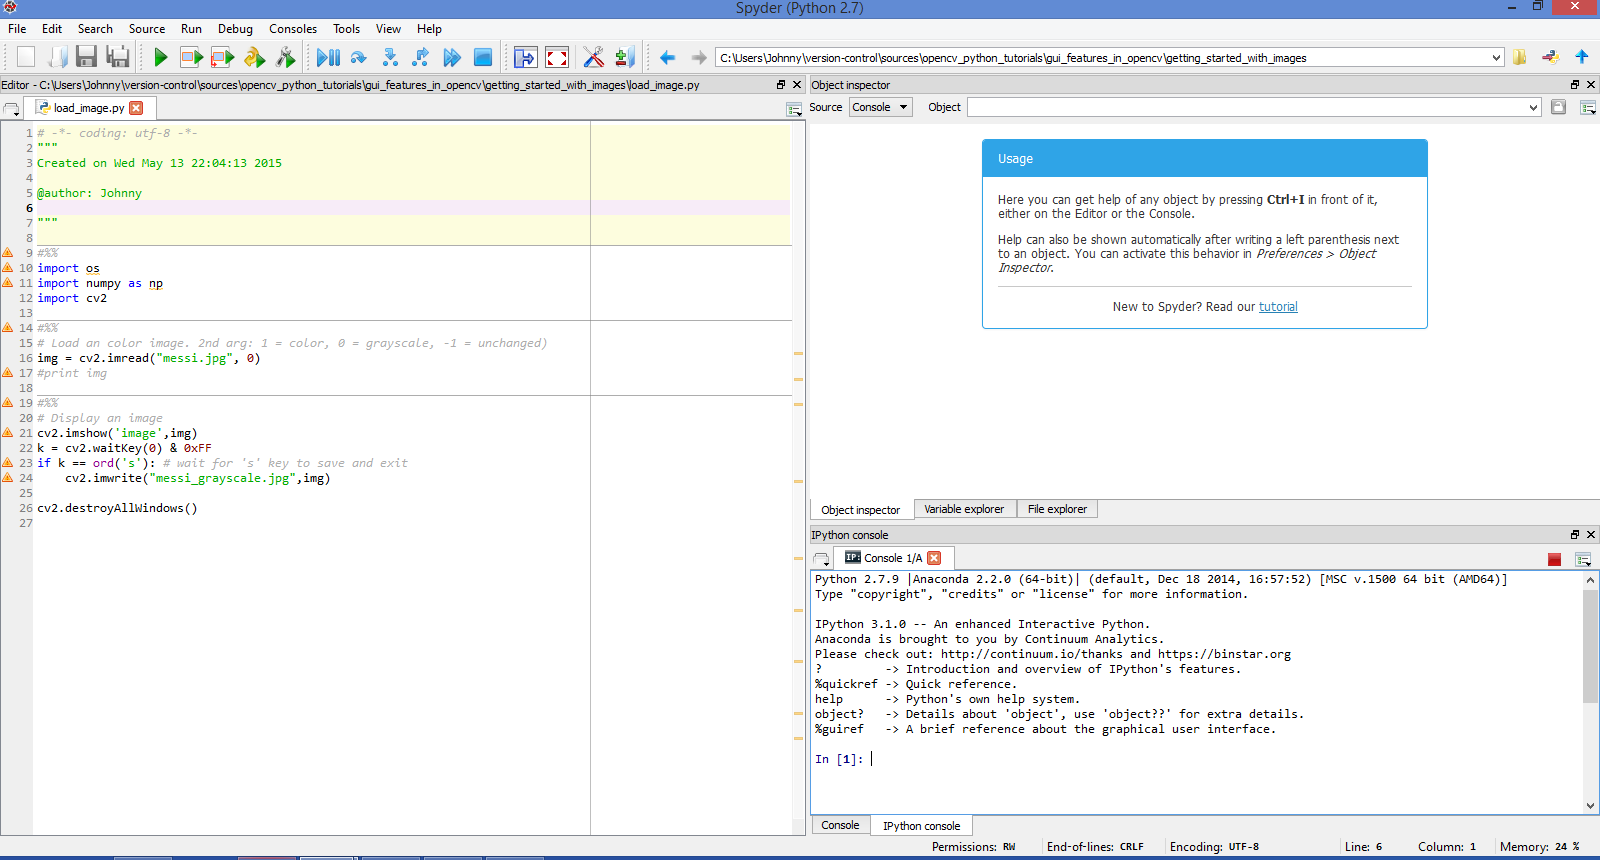 Spyder (Python 2.7)
File Edit Search Source Run Debug Consoles Tools View Help
C:\Users\Johnny\version-control\sources\opencv_python_tutorials\gui_features_in_opencv\getting_started_with_images
Editor - C:\Users\Johnny\version-control\sources\opencv_python_tutorials\gui_features_in_opencv\getting_started_with_images\load_image.py
load_image.py
1 # -*- coding: utf-8 -*-
2 """
3 Created on Wed May 13 22:04:13 2015
4
5 @author: Johnny
6
7 """
8
9 #%%
10 import os
11 import numpy as np
12 import cv2
13
14 #%%
15 # Load an color image. 2nd arg: 1 = color, 0 = grayscale, -1 = unchanged)
16 img = cv2.imread("messi.jpg", 0)
17 #print img
18
19 #%%
20 # Display an image
21 cv2.imshow('image',img)
22 k = cv2.waitKey(0) & 0xFF
23 if k == ord('s'): # wait for 's' key to save and exit
24     cv2.imwrite("messi_grayscale.jpg",img)
25
26 cv2.destroyAllWindows()
27
Object inspector
Source Console Object
Usage
Here you can get help of any object by pressing Ctrl+I in front of it,
either on the Editor or the Console.
Help can also be shown automatically after writing a left parenthesis next
to an object. You can activate this behavior in Preferences > Object
Inspector.
New to Spyder? Read our tutorial
Object inspector Variable explorer File explorer
IPython console
IP: Console 1/A
Python 2.7.9 |Anaconda 2.2.0 (64-bit)| (default, Dec 18 2014, 16:57:52) [MSC v.1500 64 bit (AMD64)]
Type "copyright", "credits" or "license" for more information.
IPython 3.1.0 -- An enhanced Interactive Python.
Anaconda is brought to you by Continuum Analytics.
Please check out: http://continuum.io/thanks and https://binstar.org
?         -> Introduction and overview of IPython's features.
%quickref -> Quick reference.
help      -> Python's own help system.
object?   -> Details about 'object', use 'object??' for extra details.
%guiref   -> A brief reference about the graphical user interface.
In [1]:
Console IPython console
Permissions: RW End-of-lines: CRLF Encoding: UTF-8 Line: 6 Column: 1 Memory: 24 %